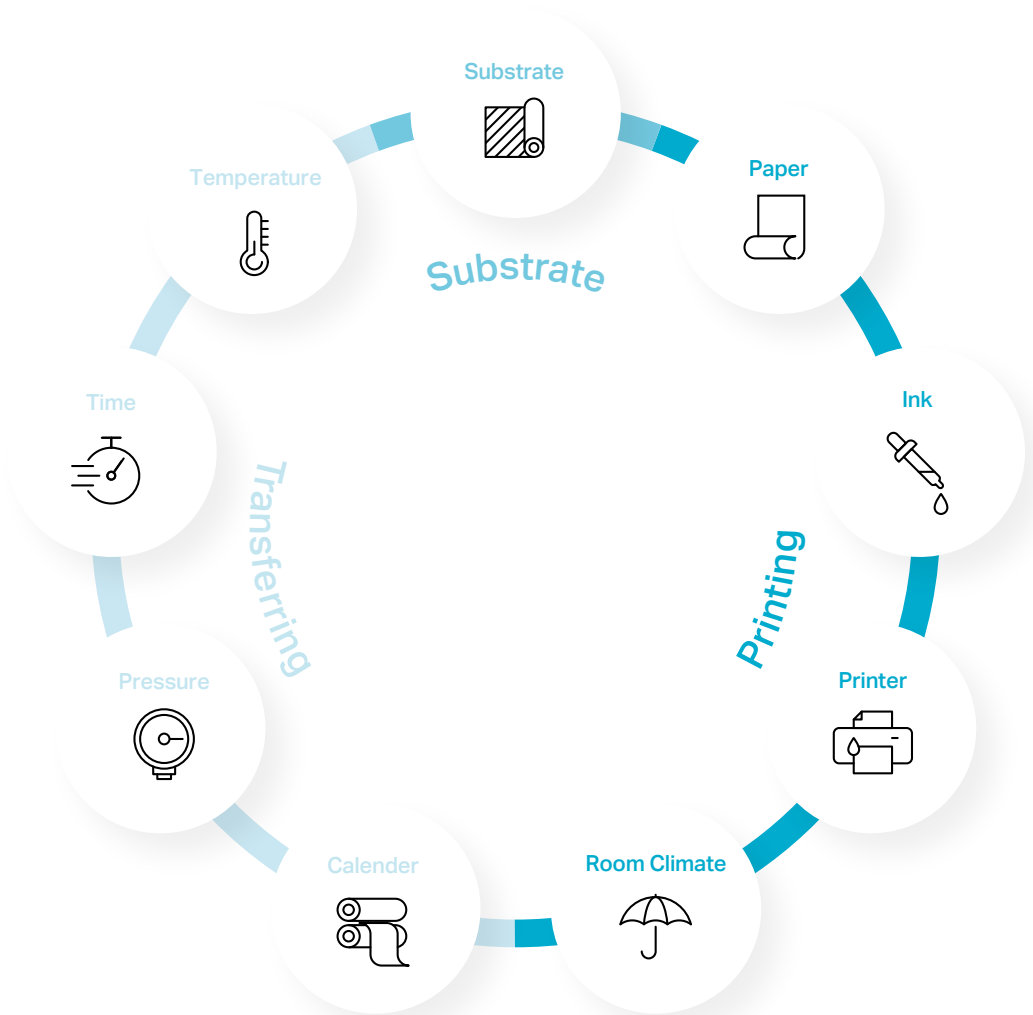 Substrate
Paper
Ink
Printer
Room Climate
Calender
Pressure
Time
Temperature
Substrate
Printing
Transferring